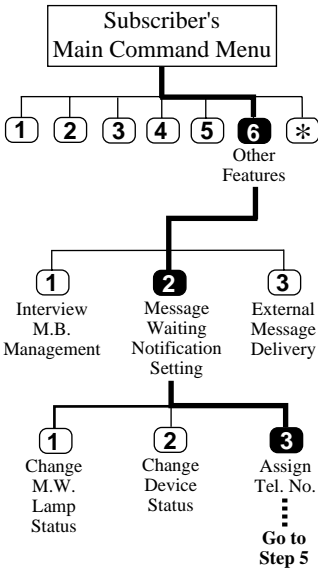 Subscriber's
Main Command Menu
1 2 3 4 5 6 *
Other
Features
1 2 3
Interview
M.B.
Management
Message
Waiting
Notification
Setting
External
Message
Delivery
1 2 3
Change
M.W.
Lamp
Status
Change
Device
Status
Assign
Tel. No.
Go to
Step 5